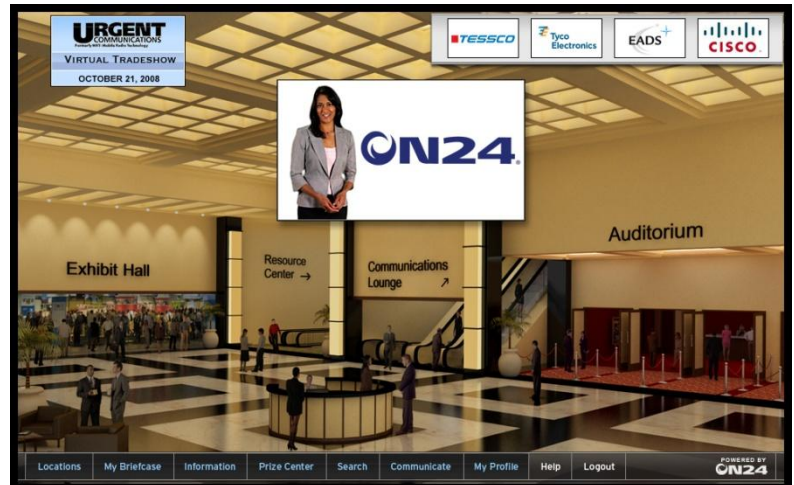 URGENT
COMMUNICATIONS
Formerly MRT: Mobile Radio Technology
VIRTUAL TRADESHOW
OCTOBER 21, 2008
TESSCO
Tyco
Electronics
EADS
CISCO
ON24
Auditorium
Exhibit Hall
Resource
Center →
Communications
Lounge ↗
Locations
My Briefcase
Information
Prize Center
Search
Communicate
My Profile
Help
Logout
POWERED BY
ON24